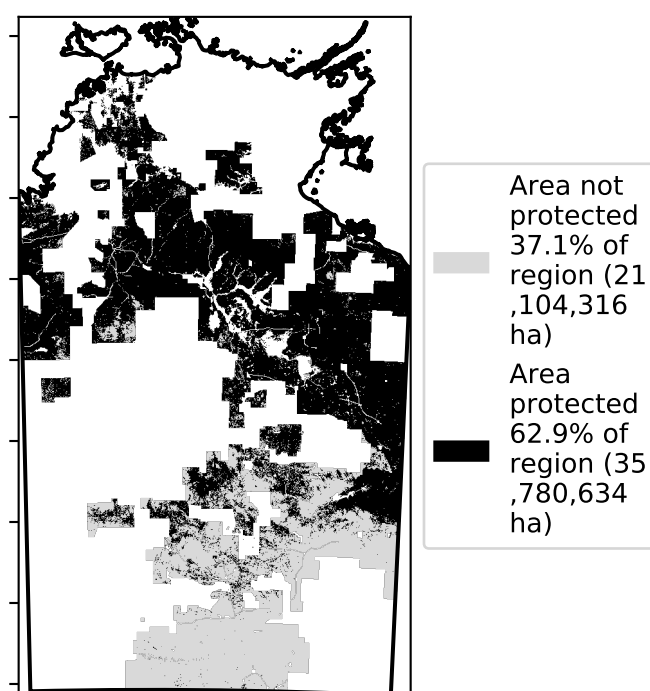 Area not
protected
37.1% of
region (21
,104,316
ha)
Area
protected
62.9% of
region (35
,780,634
ha)